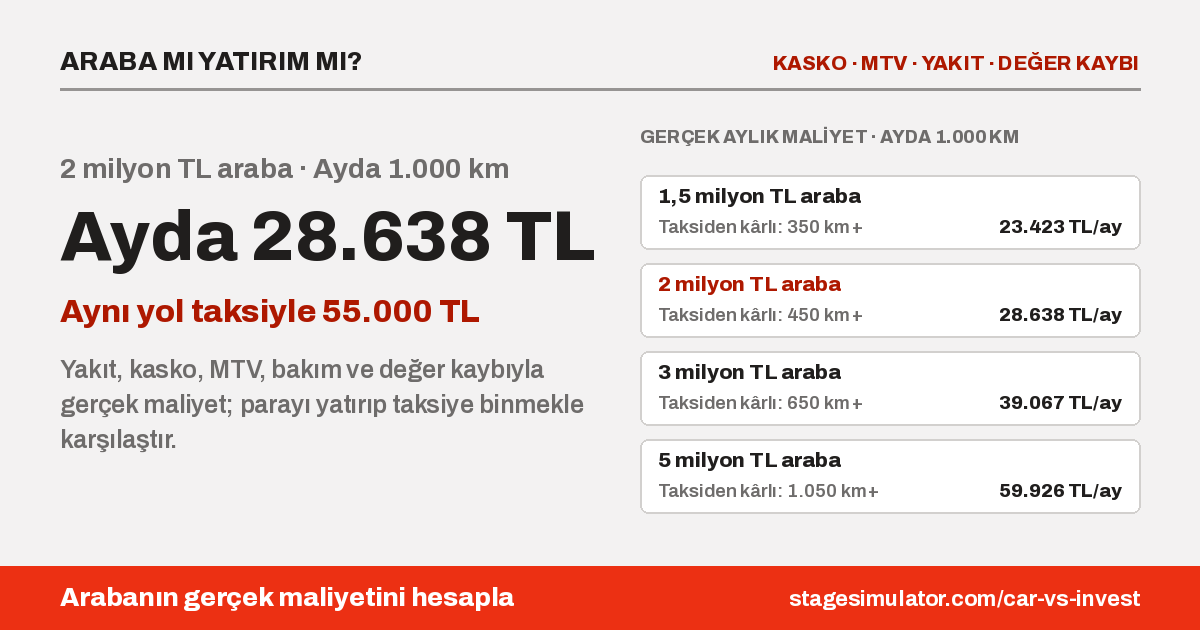 ARABA MI YATIRIM MI?
KASKO · MTV · YAKIT · DEĞER KAYBI
2 milyon TL araba · Ayda 1.000 km
Ayda 28.638 TL
Aynı yol taksiyle 55.000 TL
Yakıt, kasko, MTV, bakım ve değer kaybıyla
gerçek maliyet; parayı yatırıp taksiye binmekle
karşılaştır.
GERÇEK AYLIK MALİYET · AYDA 1.000 KM
1,5 milyon TL araba
Taksiden kârlı: 350 km+
23.423 TL/ay
2 milyon TL araba
Taksiden kârlı: 450 km+
28.638 TL/ay
3 milyon TL araba
Taksiden kârlı: 650 km+
39.067 TL/ay
5 milyon TL araba
Taksiden kârlı: 1.050 km+
59.926 TL/ay
Arabanın gerçek maliyetini hesapla
stagesimulator.com/car-vs-invest